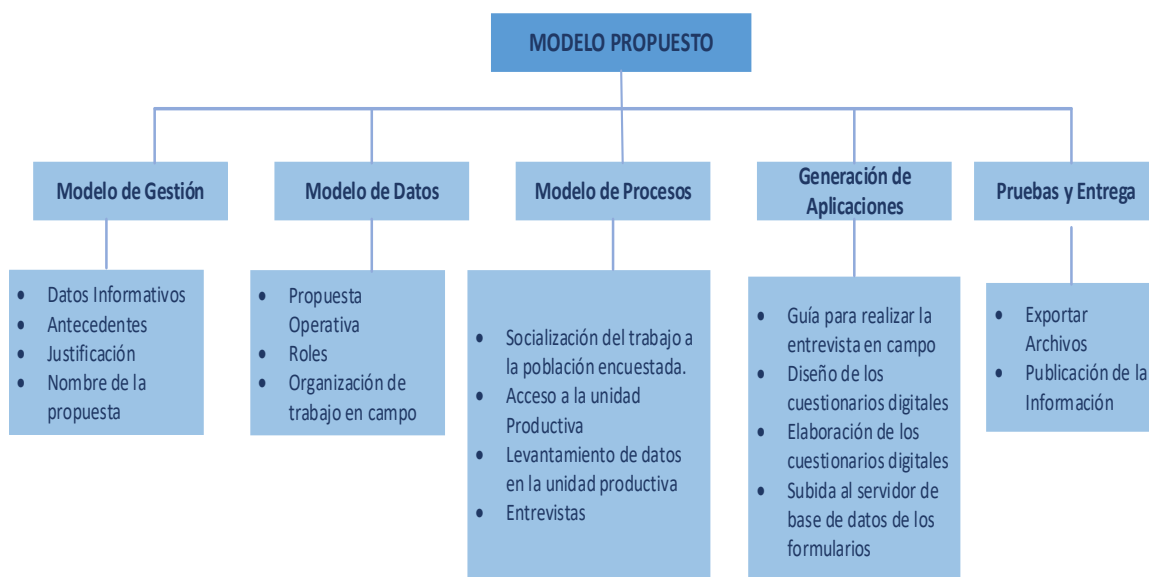 MODELO PROPUESTO
Modelo de Gestión
• Datos Informativos
• Antecedentes
• Justificación
• Nombre de la
propuesta
Modelo de Datos
• Propuesta
Operativa
• Roles
• Organización de
trabajo en campo
Modelo de Procesos
• Socialización del trabajo a
la población encuestada.
• Acceso a la unidad
Productiva
• Levantamiento de datos
en la unidad productiva
• Entrevistas
Generación de
Aplicaciones
• Guía para realizar la
entrevista en campo
• Diseño de los
cuestionarios digitales
• Elaboración de los
cuestionarios digitales
• Subida al servidor de
base de datos de los
formularios
Pruebas y Entrega
• Exportar
Archivos
• Publicación de la
Información